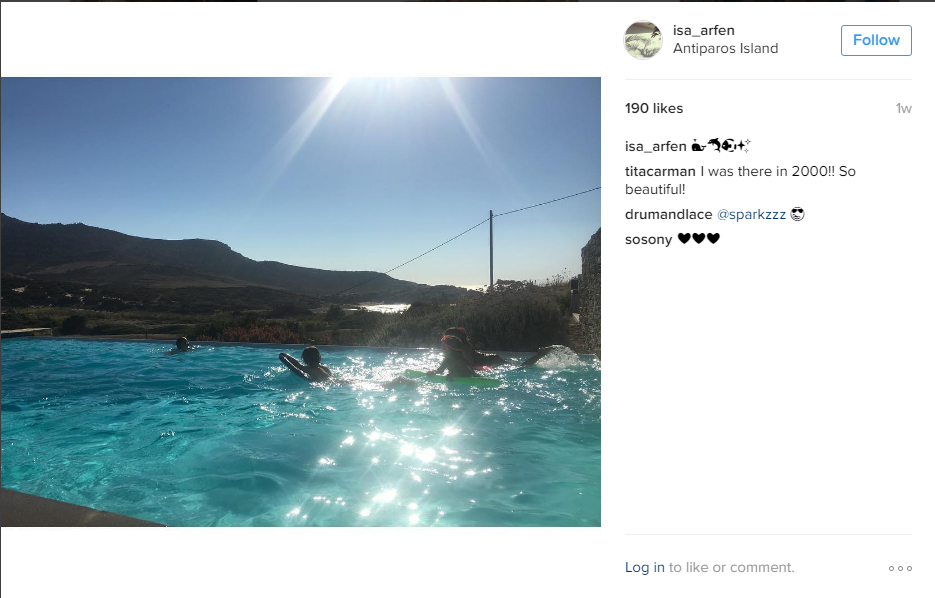 isa_arfen
Antiparos Island
Follow
190 likes
1w
isa_arfen 🐳🐬🐠✨
titacarman I was there in 2000!! So
beautiful!
drumandlace @sparkzzz 😎
sosony ♥♥♥
Log in to like or comment.